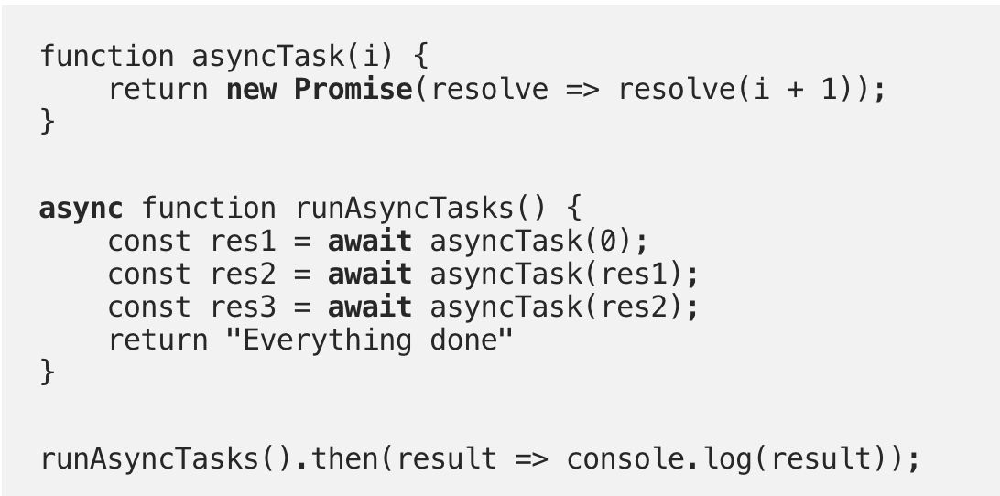 function asyncTask(i) {
    return new Promise(resolve => resolve(i + 1));
}
async function runAsyncTasks() {
    const res1 = await asyncTask(0);
    const res2 = await asyncTask(res1);
    const res3 = await asyncTask(res2);
    return "Everything done"
}
runAsyncTasks().then(result => console.log(result));